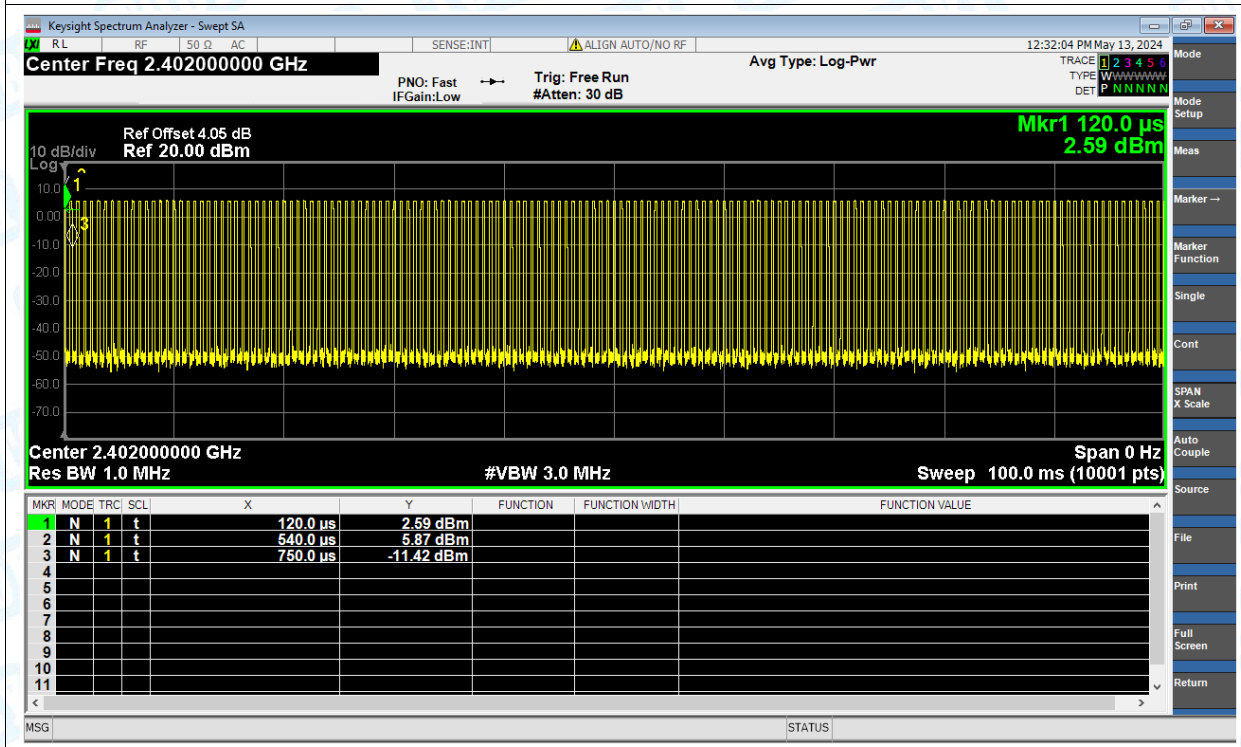 Keysight Spectrum Analyzer - Swept SA
LXI RL RF 50 Ω AC SENSE:INT ALIGN AUTO/NO RF 12:32:04 PM May 13, 2024
Center Freq 2.402000000 GHz
Avg Type: Log-Pwr
TRACE 1 2 3 4 5 6
PNO: Fast Trig: Free Run
TYPE WWWWWW
IFGain:Low #Atten: 30 dB
DET P N N N N N
Mkr1 120.0 µs
2.59 dBm
Ref Offset 4.05 dB
10 dB/div Ref 20.00 dBm
Log
10.0
0.00
-10.0
-20.0
-30.0
-40.0
-50.0
-60.0
-70.0
1
3
Center 2.402000000 GHz Span 0 Hz
Res BW 1.0 MHz #VBW 3.0 MHz Sweep 100.0 ms (10001 pts)
MKR MODE TRC SCL X Y FUNCTION FUNCTION WIDTH FUNCTION VALUE
1 N 1 t 120.0 µs 2.59 dBm
2 N 1 t 540.0 µs 5.87 dBm
3 N 1 t 750.0 µs -11.42 dBm
4
5
6
7
8
9
10
11
MSG STATUS
Mode
Mode Setup
Meas
Marker →
Marker Function
Single
Cont
SPAN X Scale
Auto Couple
Source
File
Print
Full Screen
Return